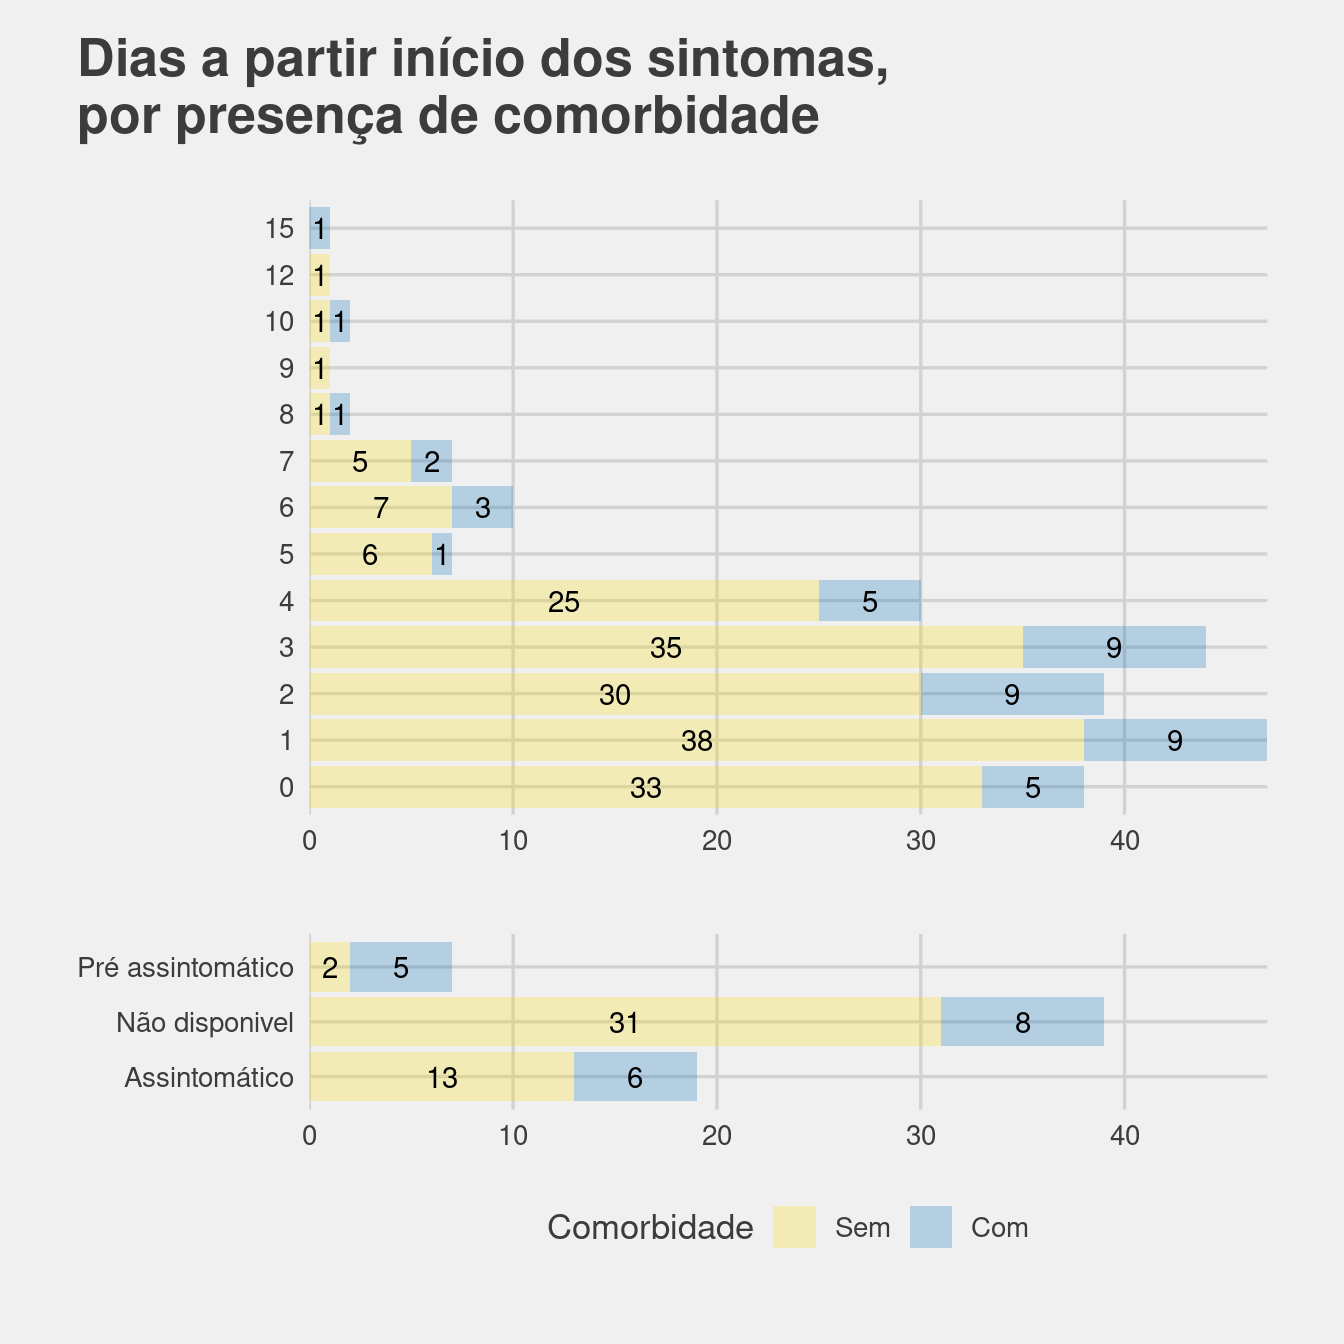 Dias a partir início dos sintomas,
por presença de comorbidade
15 1
12 1
10 1 1
9 1
8 1 1
7 5 2
6 7 3
5 6 1
4 25 5
3 35 9
2 30 9
1 38 9
0 33 5
0 10 20 30 40
Pré assintomático 2 5
Não disponivel 31 8
Assintomático 13 6
0 10 20 30 40
Comorbidade Sem Com